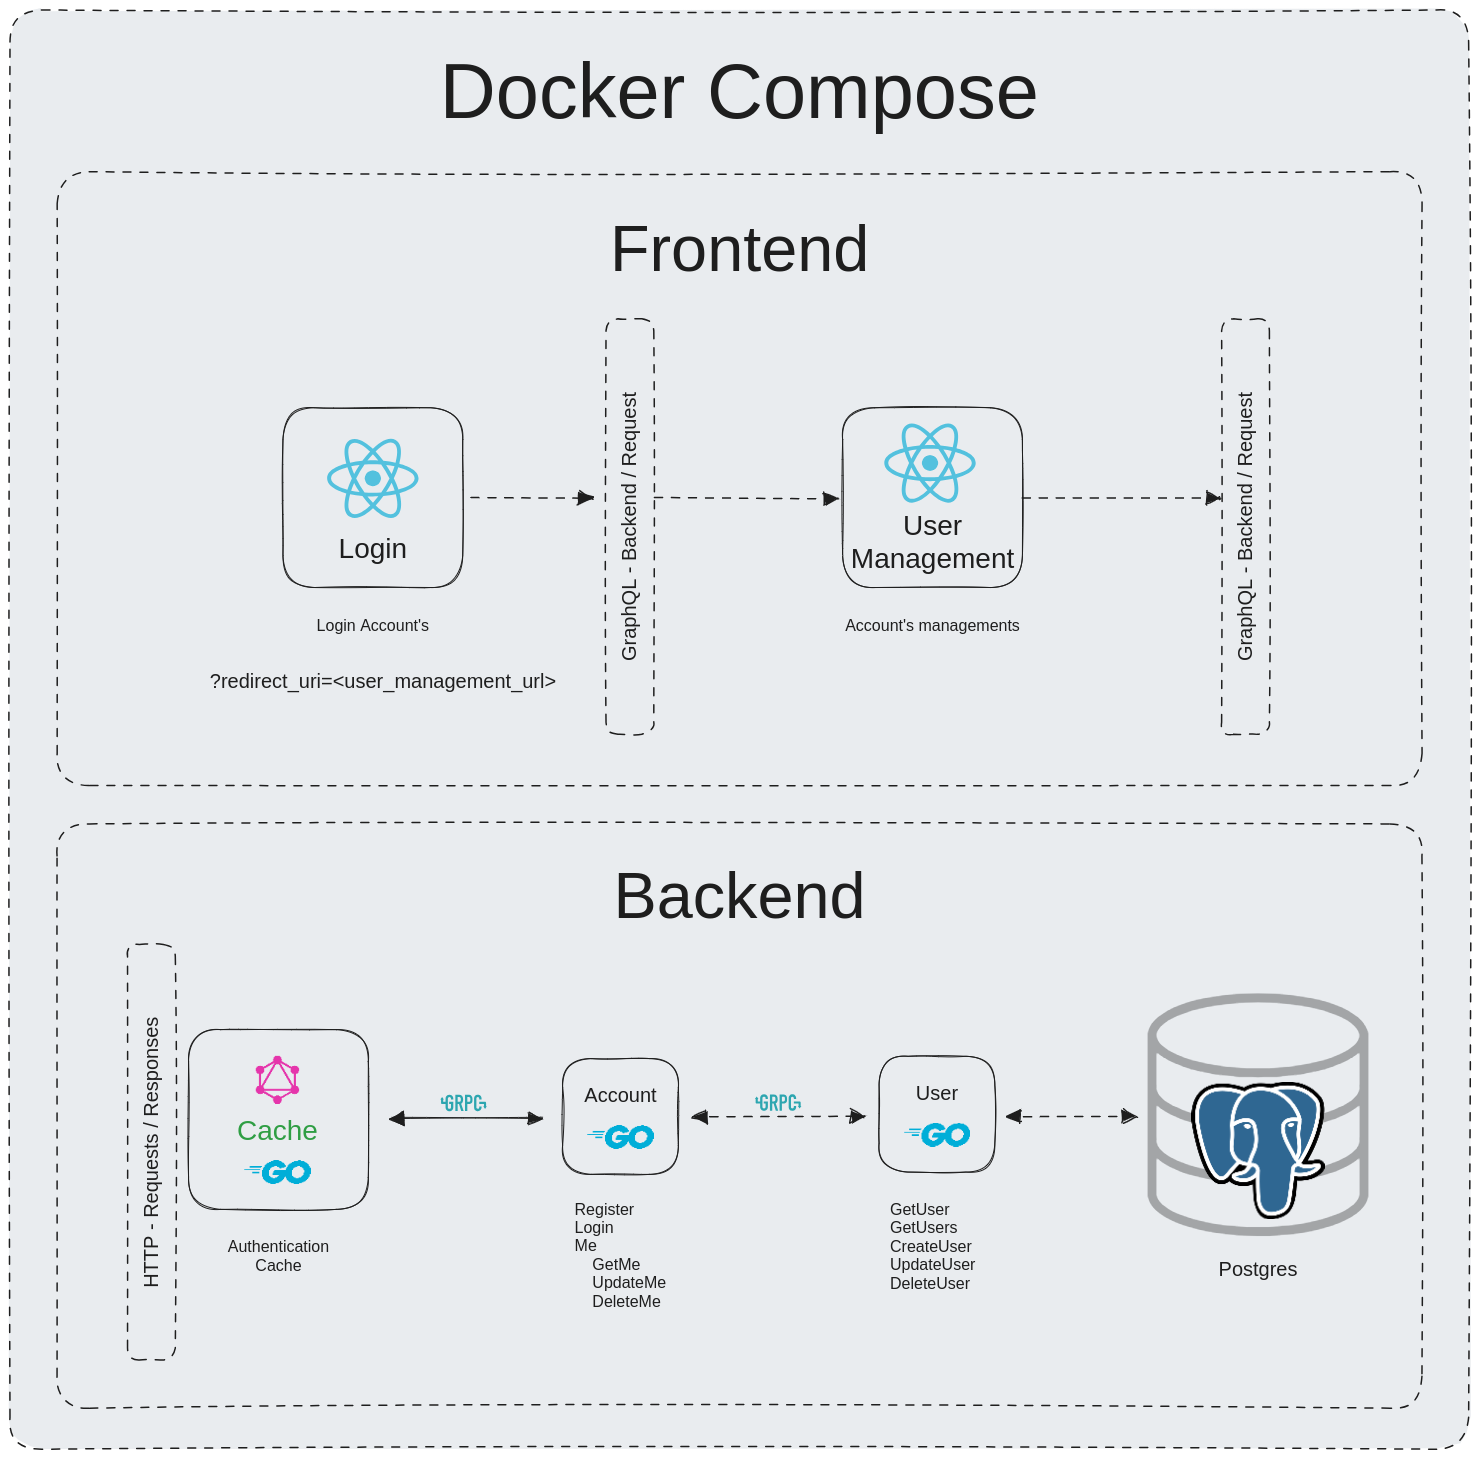 Docker Compose
Frontend
Login
Login Account's
?redirect_uri=<user_management_url>
GraphQL - Backend / Request
User
Management
Account's managements
GraphQL - Backend / Request
Backend
HTTP - Requests / Responses
Cache
GO
Authentication
Cache
GRPC
Account
GO
Register
Login
Me
GetMe
UpdateMe
DeleteMe
GRPC
User
GO
GetUser
GetUsers
CreateUser
UpdateUser
DeleteUser
Postgres